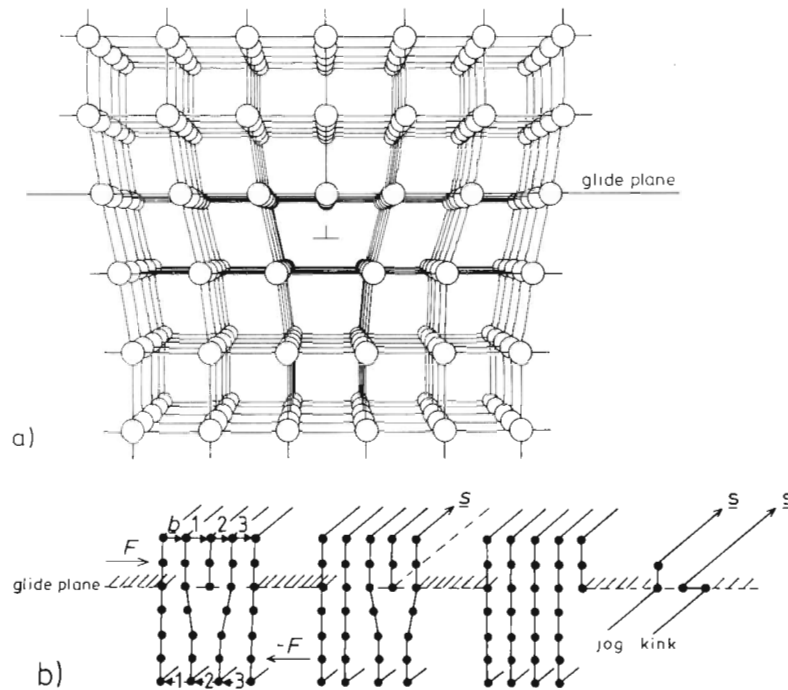 glide plane
a)
s s s
b 1 2 3
F
glide plane
-F
jog kink
1 2 3
b)